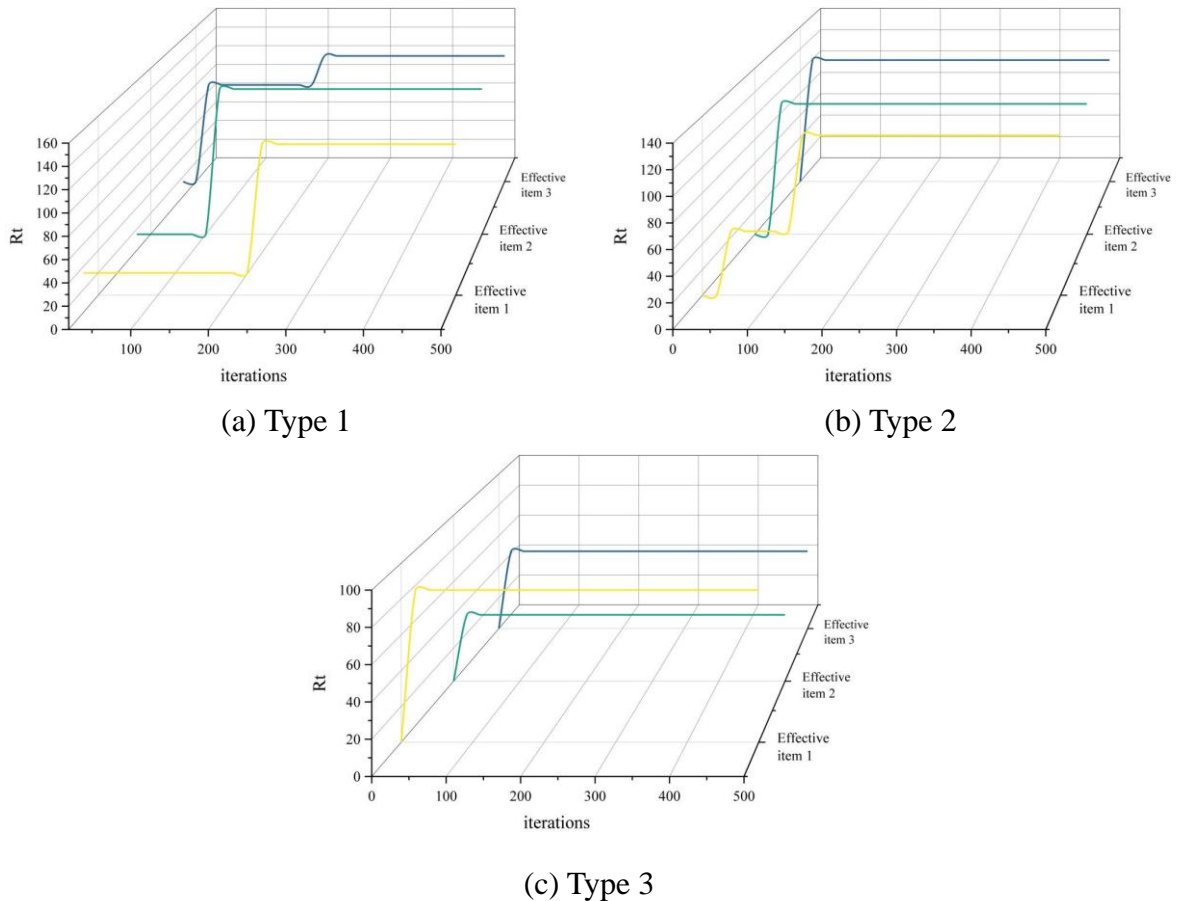 160
140
120
100
80
60
40
20
0
Rt
100
200
300
400
500
iterations
Effective
item 3
Effective
item 2
Effective
item 1
(a) Type 1
140
120
100
80
60
40
20
0
Rt
0
100
200
300
400
500
iterations
Effective
item 3
Effective
item 2
Effective
item 1
(b) Type 2
100
80
60
40
20
0
Rt
0
100
200
300
400
500
iterations
Effective
item 3
Effective
item 2
Effective
item 1
(c) Type 3